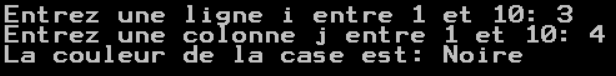 Entrez une ligne i entre 1 et 10: 3
Entrez une colonne j entre 1 et 10: 4
La couleur de la case est: Noire